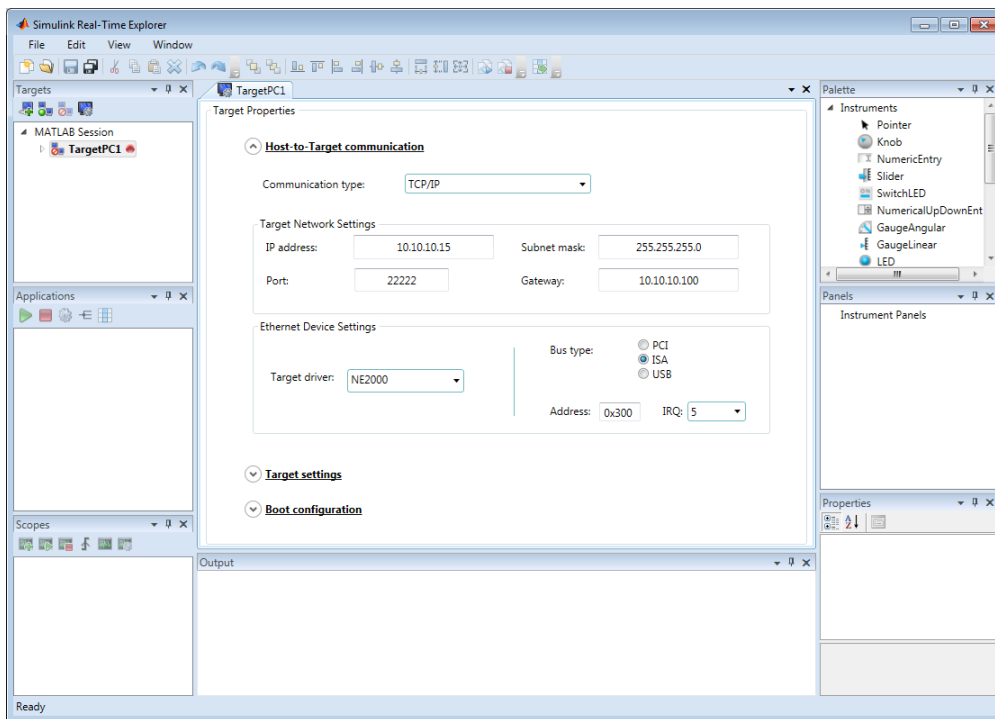 Simulink Real-Time Explorer
File Edit View Window
Targets
MATLAB Session
TargetPC1
Applications
Scopes
TargetPC1
Target Properties
Host-to-Target communication
Communication type: TCP/IP
Target Network Settings
IP address: 10.10.10.15 Subnet mask: 255.255.255.0
Port: 22222 Gateway: 10.10.10.100
Ethernet Device Settings
Target driver: NE2000
Bus type: PCI
ISA
USB
Address: 0x300 IRQ: 5
Target settings
Boot configuration
Output
Palette
Instruments
Pointer
Knob
NumericEntry
Slider
SwitchLED
NumericalUpDownEnt
GaugeAngular
GaugeLinear
LED
Panels
Instrument Panels
Properties
Ready